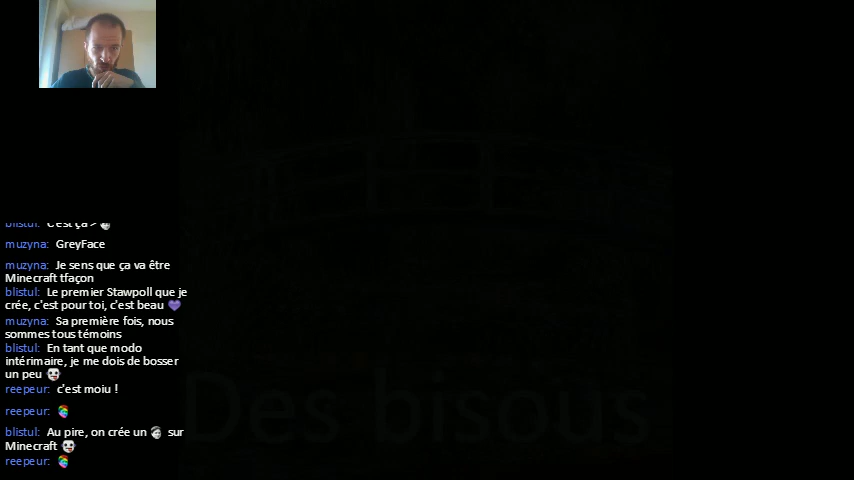 blistul: C'est ça >
muzyna: GreyFace
muzyna: Je sens que ça va être
Minecraft tfaçon
blistul: Le premier Stawpoll que je
crée, c'est pour toi, c'est beau 💜
muzyna: Sa première fois, nous
sommes tous témoins
blistul: En tant que modo
intérimaire, je me dois de bosser
un peu
reepeur: c'est moiu !
reepeur:
blistul: Au pire, on crée un sur
Minecraft
reepeur:
Des bisous